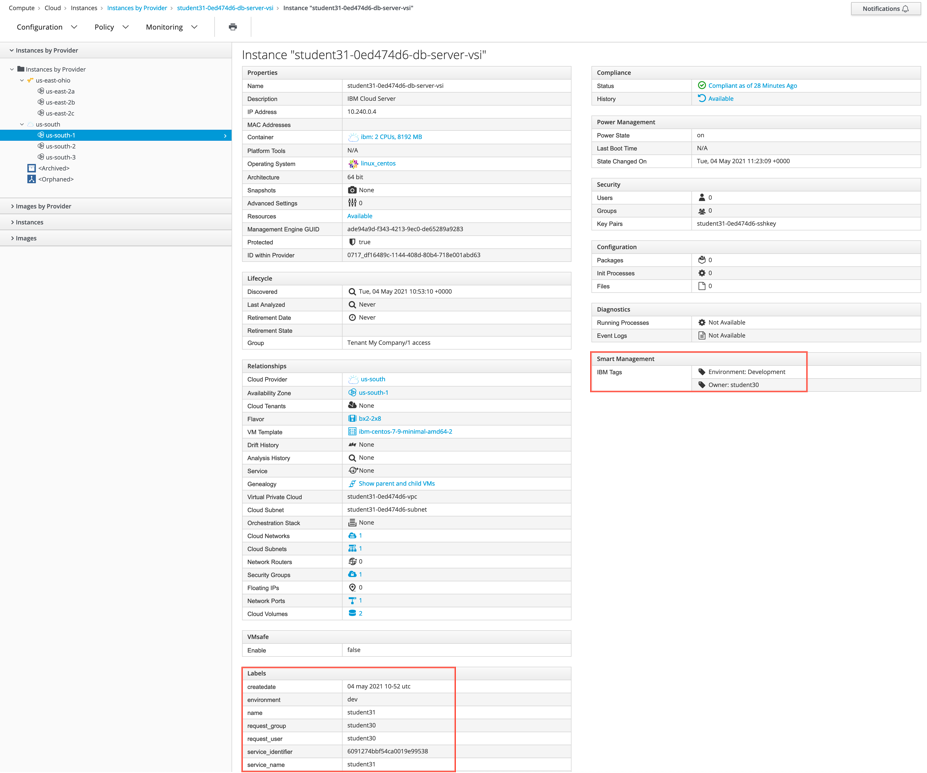 Compute › Cloud › Instances › Instances by Provider › student31-0ed474d6-db-server-vsi › Instance "student31-0ed474d6-db-server-vsi"
Notifications
Configuration Policy Monitoring
Instances by Provider
Instances by Provider
us-east-ohio
us-east-2a
us-east-2b
us-east-2c
us-south
us-south-1
us-south-2
us-south-3
<Archived>
<Orphaned>
Images by Provider
Instances
Images
Instance "student31-0ed474d6-db-server-vsi"
Properties
Name student31-0ed474d6-db-server-vsi
Description IBM Cloud Server
IP Address 10.240.0.4
MAC Addresses
Container ibm: 2 CPUs, 8192 MB
Platform Tools N/A
Operating System linux_centos
Architecture 64 bit
Snapshots None
Advanced Settings 0
Resources Available
Management Engine GUID ade94a9d-f343-4213-9ec0-de65289a9283
Protected true
ID within Provider 0717_df16489c-1144-408d-80b4-718e001abd63
Lifecycle
Discovered Tue, 04 May 2021 10:53:10 +0000
Last Analyzed Never
Retirement Date Never
Retirement State
Group Tenant My Company/1 access
Relationships
Cloud Provider us-south
Availability Zone us-south-1
Cloud Tenants None
Flavor bx2-2x8
VM Template ibm-centos-7-9-minimal-amd64-2
Drift History None
Analysis History None
Service None
Genealogy Show parent and child VMs
Virtual Private Cloud student31-0ed474d6-vpc
Cloud Subnet student31-0ed474d6-subnet
Orchestration Stack None
Cloud Networks 1
Cloud Subnets 1
Network Routers 0
Security Groups 1
Floating IPs 0
Network Ports 1
Cloud Volumes 2
VMsafe
Enable false
Labels
createdate 04 may 2021 10-52 utc
environment dev
name student31
request_group student30
request_user student30
service_identifier 6091274bbf54ca0019e99538
service_name student31
Compliance
Status Compliant as of 28 Minutes Ago
History Available
Power Management
Power State on
Last Boot Time N/A
State Changed On Tue, 04 May 2021 11:23:09 +0000
Security
Users 0
Groups 0
Key Pairs student31-0ed474d6-sshkey
Configuration
Packages 0
Init Processes 0
Files 0
Diagnostics
Running Processes Not Available
Event Logs Not Available
Smart Management
IBM Tags Environment: Development
Owner: student30